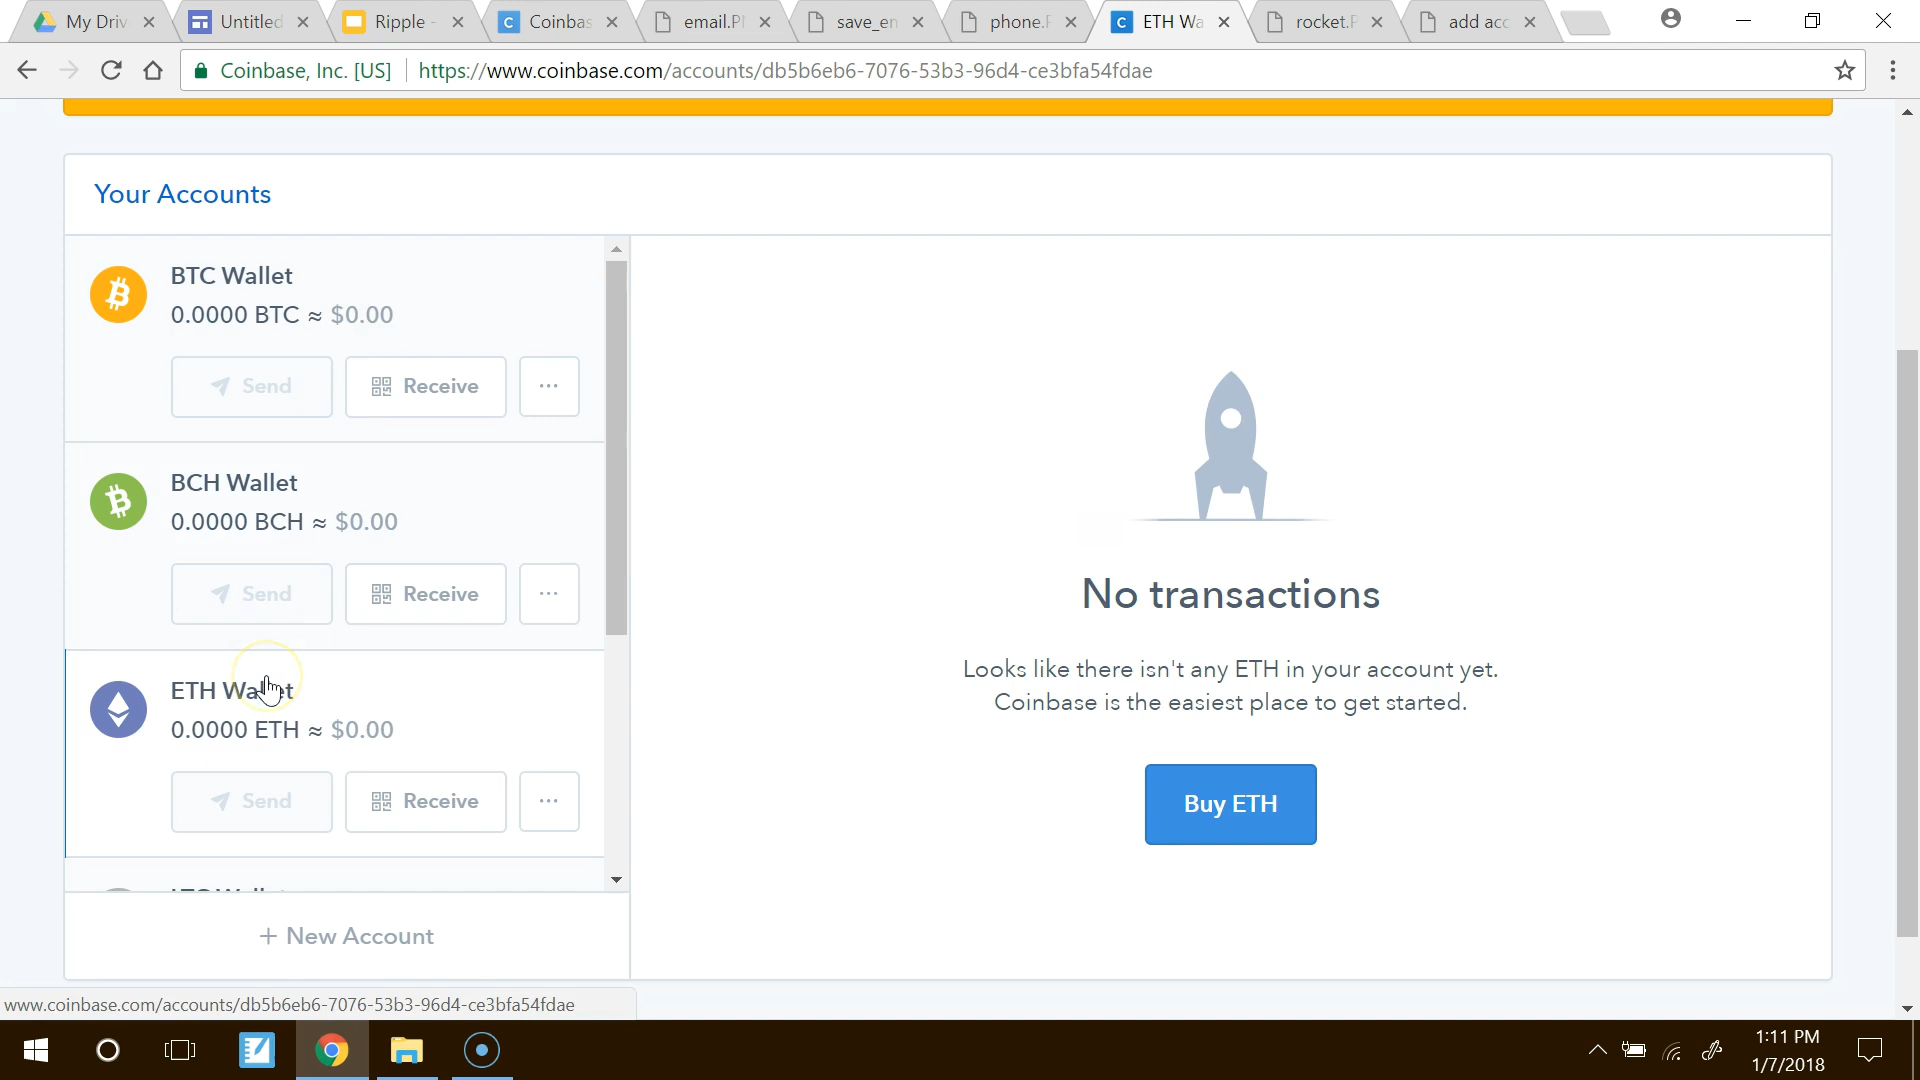 My Driv
Untitled
Ripple -
Coinbas
email.P
save_en
phone.P
ETH Wa
rocket.P
add acc
Coinbase, Inc. [US]
https://www.coinbase.com/accounts/db5b6eb6-7076-53b3-96d4-ce3bfa54fdae
Your Accounts
BTC Wallet
0.0000 BTC ≈ $0.00
Send
Receive
...
BCH Wallet
0.0000 BCH ≈ $0.00
Send
Receive
...
ETH Wallet
0.0000 ETH ≈ $0.00
Send
Receive
...
+ New Account
No transactions
Looks like there isn't any ETH in your account yet.
Coinbase is the easiest place to get started.
Buy ETH
www.coinbase.com/accounts/db5b6eb6-7076-53b3-96d4-ce3bfa54fdae
1:11 PM
1/7/2018